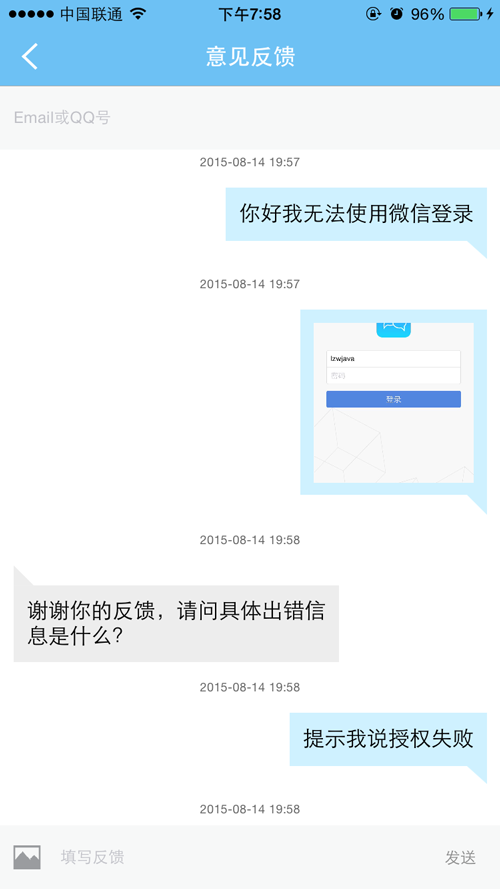 中国联通 下午7:58 96%
意见反馈
Email或QQ号
2015-08-14 19:57
你好我无法使用微信登录
2015-08-14 19:57
lzwjava
密码
登录
2015-08-14 19:58
谢谢你的反馈，请问具体出错信
息是什么？
2015-08-14 19:58
提示我说授权失败
2015-08-14 19:58
填写反馈 发送